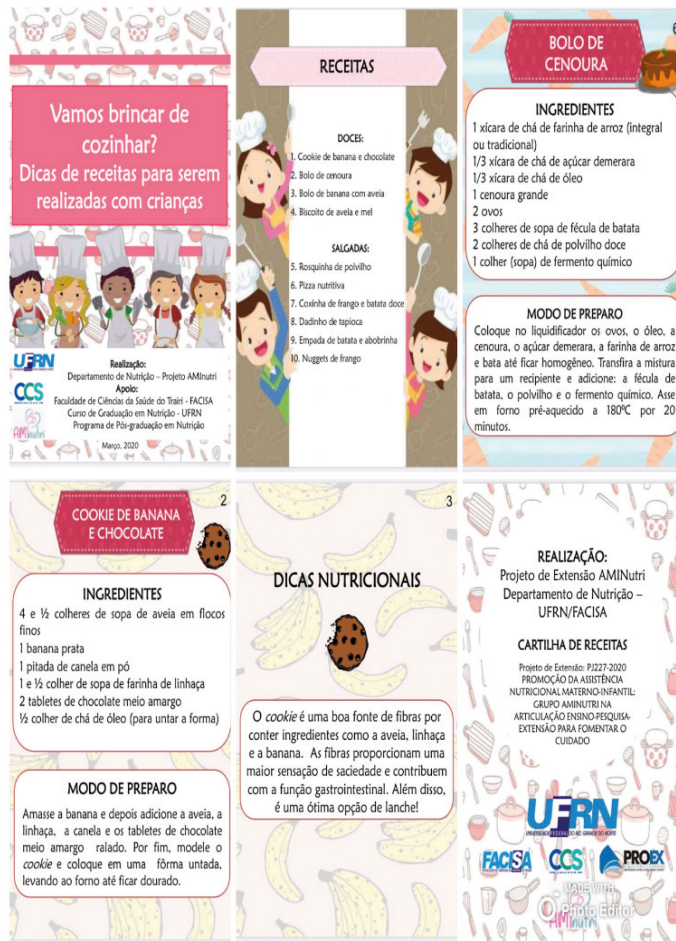 Vamos brincar de
cozinhar?
Dicas de receitas para serem
realizadas com crianças
UFRN
CCS
AMInutri
Realização:
Departamento de Nutrição – Projeto AMInutri
Apoio:
Faculdade de Ciências da Saúde do Trairi - FACISA
Curso de Graduação em Nutrição - UFRN
Programa de Pós-graduação em Nutrição
Março, 2020
RECEITAS
DOCES:
1. Cookie de banana e chocolate
2. Bolo de cenoura
3. Bolo de banana com aveia
4. Biscoito de aveia e mel
SALGADAS:
5. Rosquinha de polvilho
6. Pizza nutritiva
7. Coxinha de frango e batata doce
8. Dadinho de tapioca
9. Empada de batata e abobrinha
10. Nuggets de frango
BOLO DE
CENOURA
INGREDIENTES
1 xícara de chá de farinha de arroz (integral
ou tradicional)
1/3 xícara de chá de açúcar demerara
1/3 xícara de chá de óleo
1 cenoura grande
2 ovos
3 colheres de sopa de fécula de batata
2 colheres de chá de polvilho doce
1 colher (sopa) de fermento químico
MODO DE PREPARO
Coloque no liquidificador os ovos, o óleo, a
cenoura, o açúcar demerara, a farinha de arroz
e bata até ficar homogêneo. Transfira a mistura
para um recipiente e adicione: a fécula de
batata, o polvilho e o fermento químico. Asse
em forno pré-aquecido a 180ºC por 20
minutos.
2
COOKIE DE BANANA
E CHOCOLATE
INGREDIENTES
4 e ½ colheres de sopa de aveia em flocos
finos
1 banana prata
1 pitada de canela em pó
1 e ½ colher de sopa de farinha de linhaça
2 tabletes de chocolate meio amargo
½ colher de chá de óleo (para untar a forma)
MODO DE PREPARO
Amasse a banana e depois adicione a aveia, a
linhaça, a canela e os tabletes de chocolate
meio amargo ralado. Por fim, modele o
cookie e coloque em uma fôrma untada,
levando ao forno até ficar dourado.
3
DICAS NUTRICIONAIS
O cookie é uma boa fonte de fibras por
conter ingredientes como a aveia, linhaça
e a banana. As fibras proporcionam uma
maior sensação de saciedade e contribuem
com a função gastrointestinal. Além disso,
é uma ótima opção de lanche!
REALIZAÇÃO:
Projeto de Extensão AMINutri
Departamento de Nutrição –
UFRN/FACISA
CARTILHA DE RECEITAS
Projeto de Extensão: PJ227-2020
PROMOÇÃO DA ASSISTÊNCIA
NUTRICIONAL MATERNO-INFANTIL:
GRUPO AMINUTRI NA
ARTICULAÇÃO ENSINO-PESQUISA-
EXTENSÃO PARA FOMENTAR O
CUIDADO
UFRN
UNIVERSIDADE FEDERAL DO RIO GRANDE DO NORTE
FACISA
CCS
PROEX
MADE WITH
Photo Editor
AMInutri